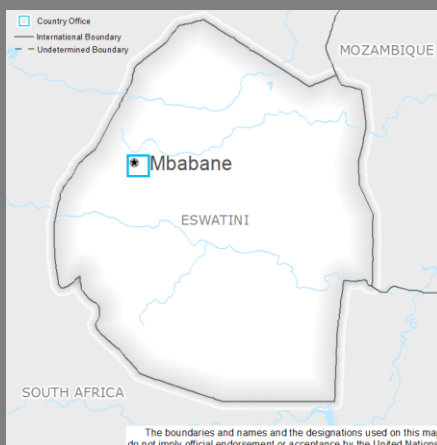 Country Office
International Boundary
Undetermined Boundary
MOZAMBIQUE
Mbabane
ESWATINI
SOUTH AFRICA
The boundaries and names and the designations used on this ma
do not imply official endorsement or acceptance by the United Nations